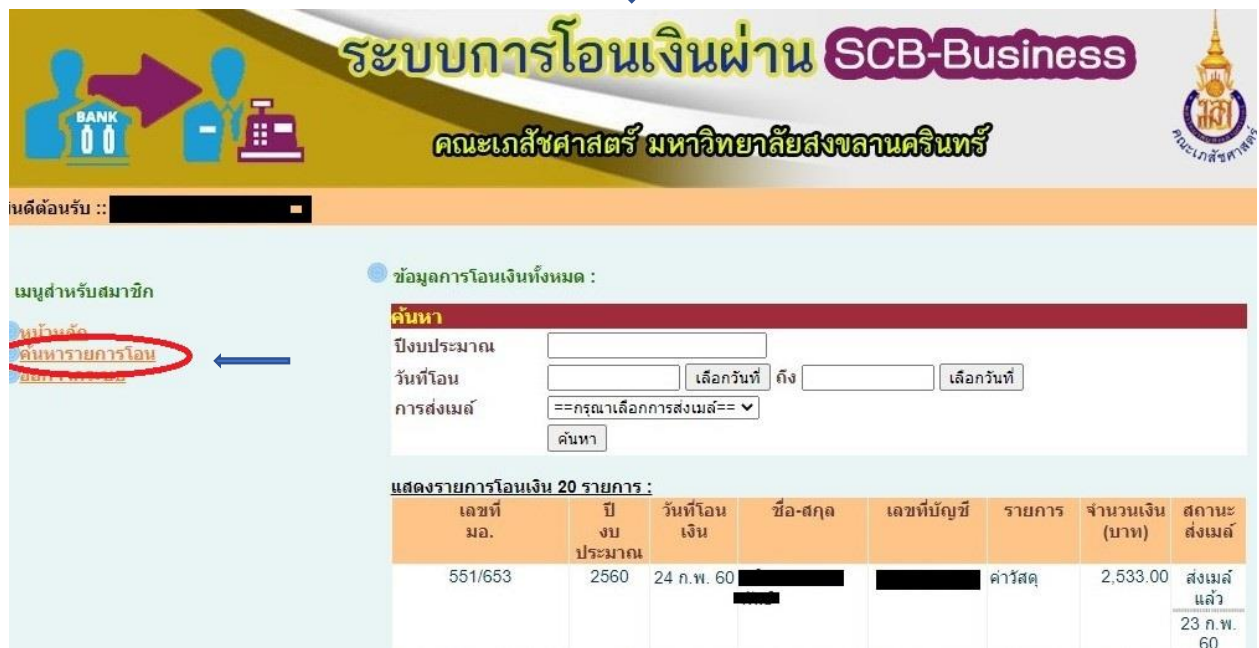 ระบบการโอนเงินผ่าน SCB-Business
BANK
คณะเภสัชศาสตร์ มหาวิทยาลัยสงขลานครินทร์
คณะเภสัชศาสตร์
ินดีต้อนรับ ::
ข้อมูลการโอนเงินทั้งหมด :
เมนูสำหรับสมาชิก
หน้าหลัก
ค้นหารายการโอน
ค้นหา
ปีงบประมาณ
วันที่โอน เลือกวันที่ ถึง เลือกวันที่
การส่งเมล์ ==กรุณาเลือกการส่งเมล์==
ค้นหา
แสดงรายการโอนเงิน 20 รายการ :
เลขที่ ปี วันที่โอน ชื่อ-สกุล เลขที่บัญชี รายการ จำนวนเงิน สถานะ
มอ. งบ เงิน (บาท) ส่งเมล์
ประมาณ
551/653 2560 24 ก.พ. 60 ค่าวัสดุ 2,533.00 ส่งเมล์
แล้ว
23 ก.พ.
60